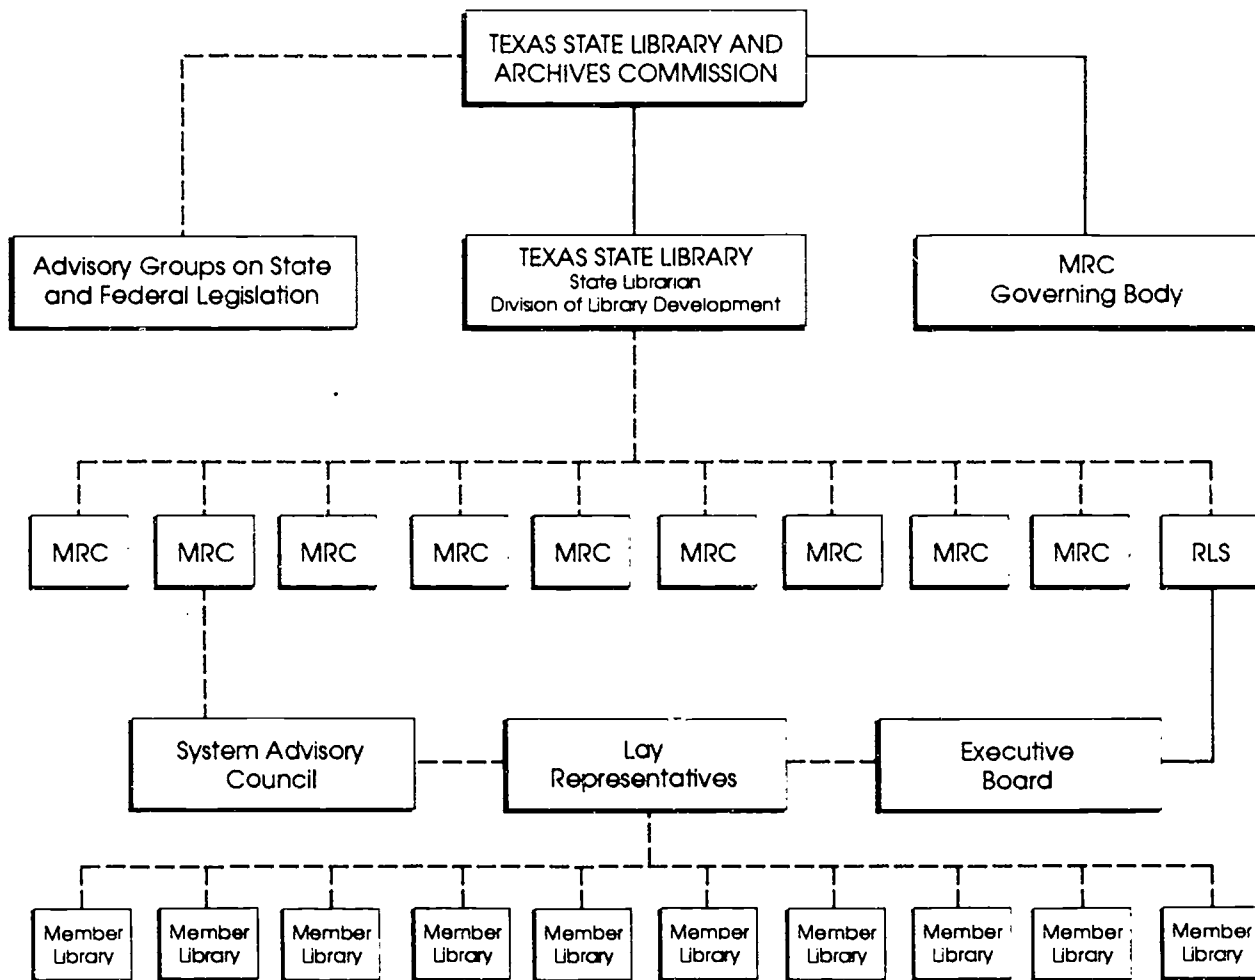 TEXAS STATE LIBRARY AND
ARCHIVES COMMISSION
Advisory Groups on State
and Federal Legislation
TEXAS STATE LIBRARY
State Librarian
Division of Library Development
MRC
Governing Body
MRC
MRC
MRC
MRC
MRC
MRC
MRC
MRC
MRC
RLS
System Advisory
Council
Lay
Representatives
Executive
Board
Member
Library
Member
Library
Member
Library
Member
Library
Member
Library
Member
Library
Member
Library
Member
Library
Member
Library
Member
Library